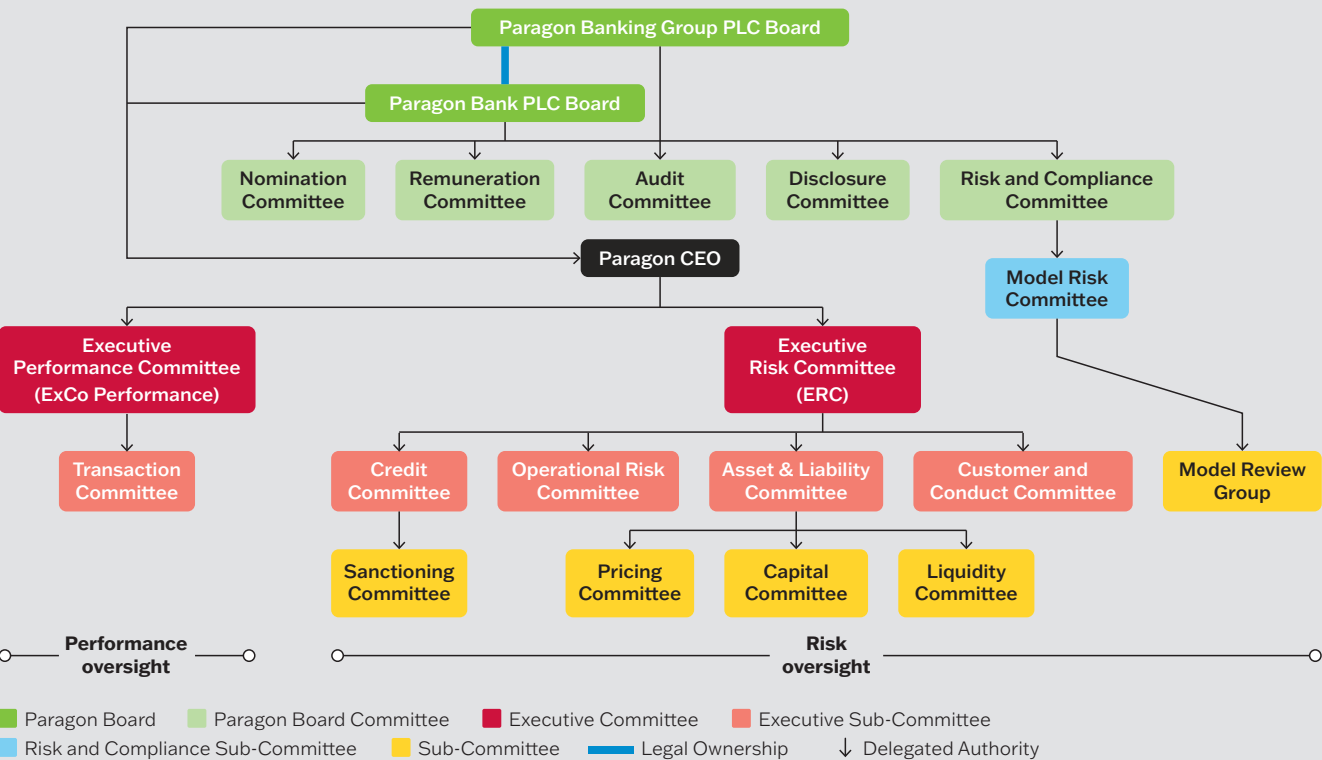 Paragon Banking Group PLC Board
Paragon Bank PLC Board
Nomination
Committee
Remuneration
Committee
Audit
Committee
Disclosure
Committee
Risk and Compliance
Committee
Paragon CEO
Model Risk
Committee
Executive
Performance Committee
(ExCo Performance)
Executive
Risk Committee
(ERC)
Transaction
Committee
Credit
Committee
Operational Risk
Committee
Asset & Liability
Committee
Customer and
Conduct Committee
Model Review
Group
Sanctioning
Committee
Pricing
Committee
Capital
Committee
Liquidity
Committee
Performance
oversight
Risk
oversight
Paragon Board
Paragon Board Committee
Executive Committee
Executive Sub-Committee
Risk and Compliance Sub-Committee
Sub-Committee
Legal Ownership
Delegated Authority